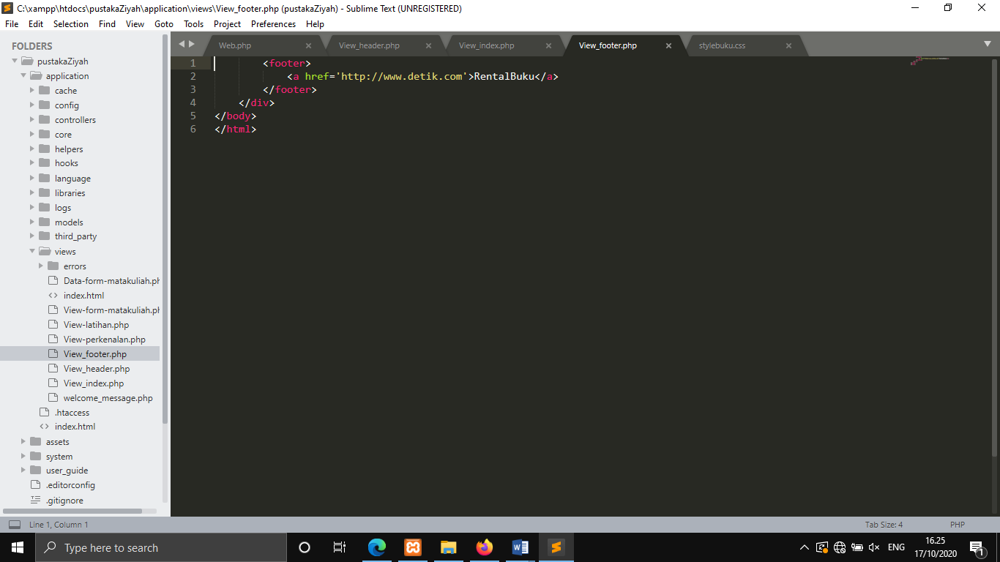 C:\xampp\htdocs\pustakaZiyah\application\views\View_footer.php (pustakaZiyah) - Sublime Text (UNREGISTERED)
File Edit Selection Find View Goto Tools Project Preferences Help
FOLDERS
pustakaZiyah
application
cache
config
controllers
core
helpers
hooks
language
libraries
logs
models
third_party
views
errors
Data-form-matakuliah.ph
index.html
View-form-matakuliah.ph
View-latihan.php
View-perkenalan.php
View_footer.php
View_header.php
View_index.php
welcome_message.php
.htaccess
index.html
assets
system
user_guide
.editorconfig
.gitignore
Web.php View_header.php View_index.php View_footer.php stylebuku.css
1 <footer>
2 <a href='http://www.detik.com'>RentalBuku</a>
3 </footer>
4 </div>
5 </body>
6 </html>
Line 1, Column 1 Tab Size: 4 PHP
Type here to search
ENG
16.25
17/10/2020
1